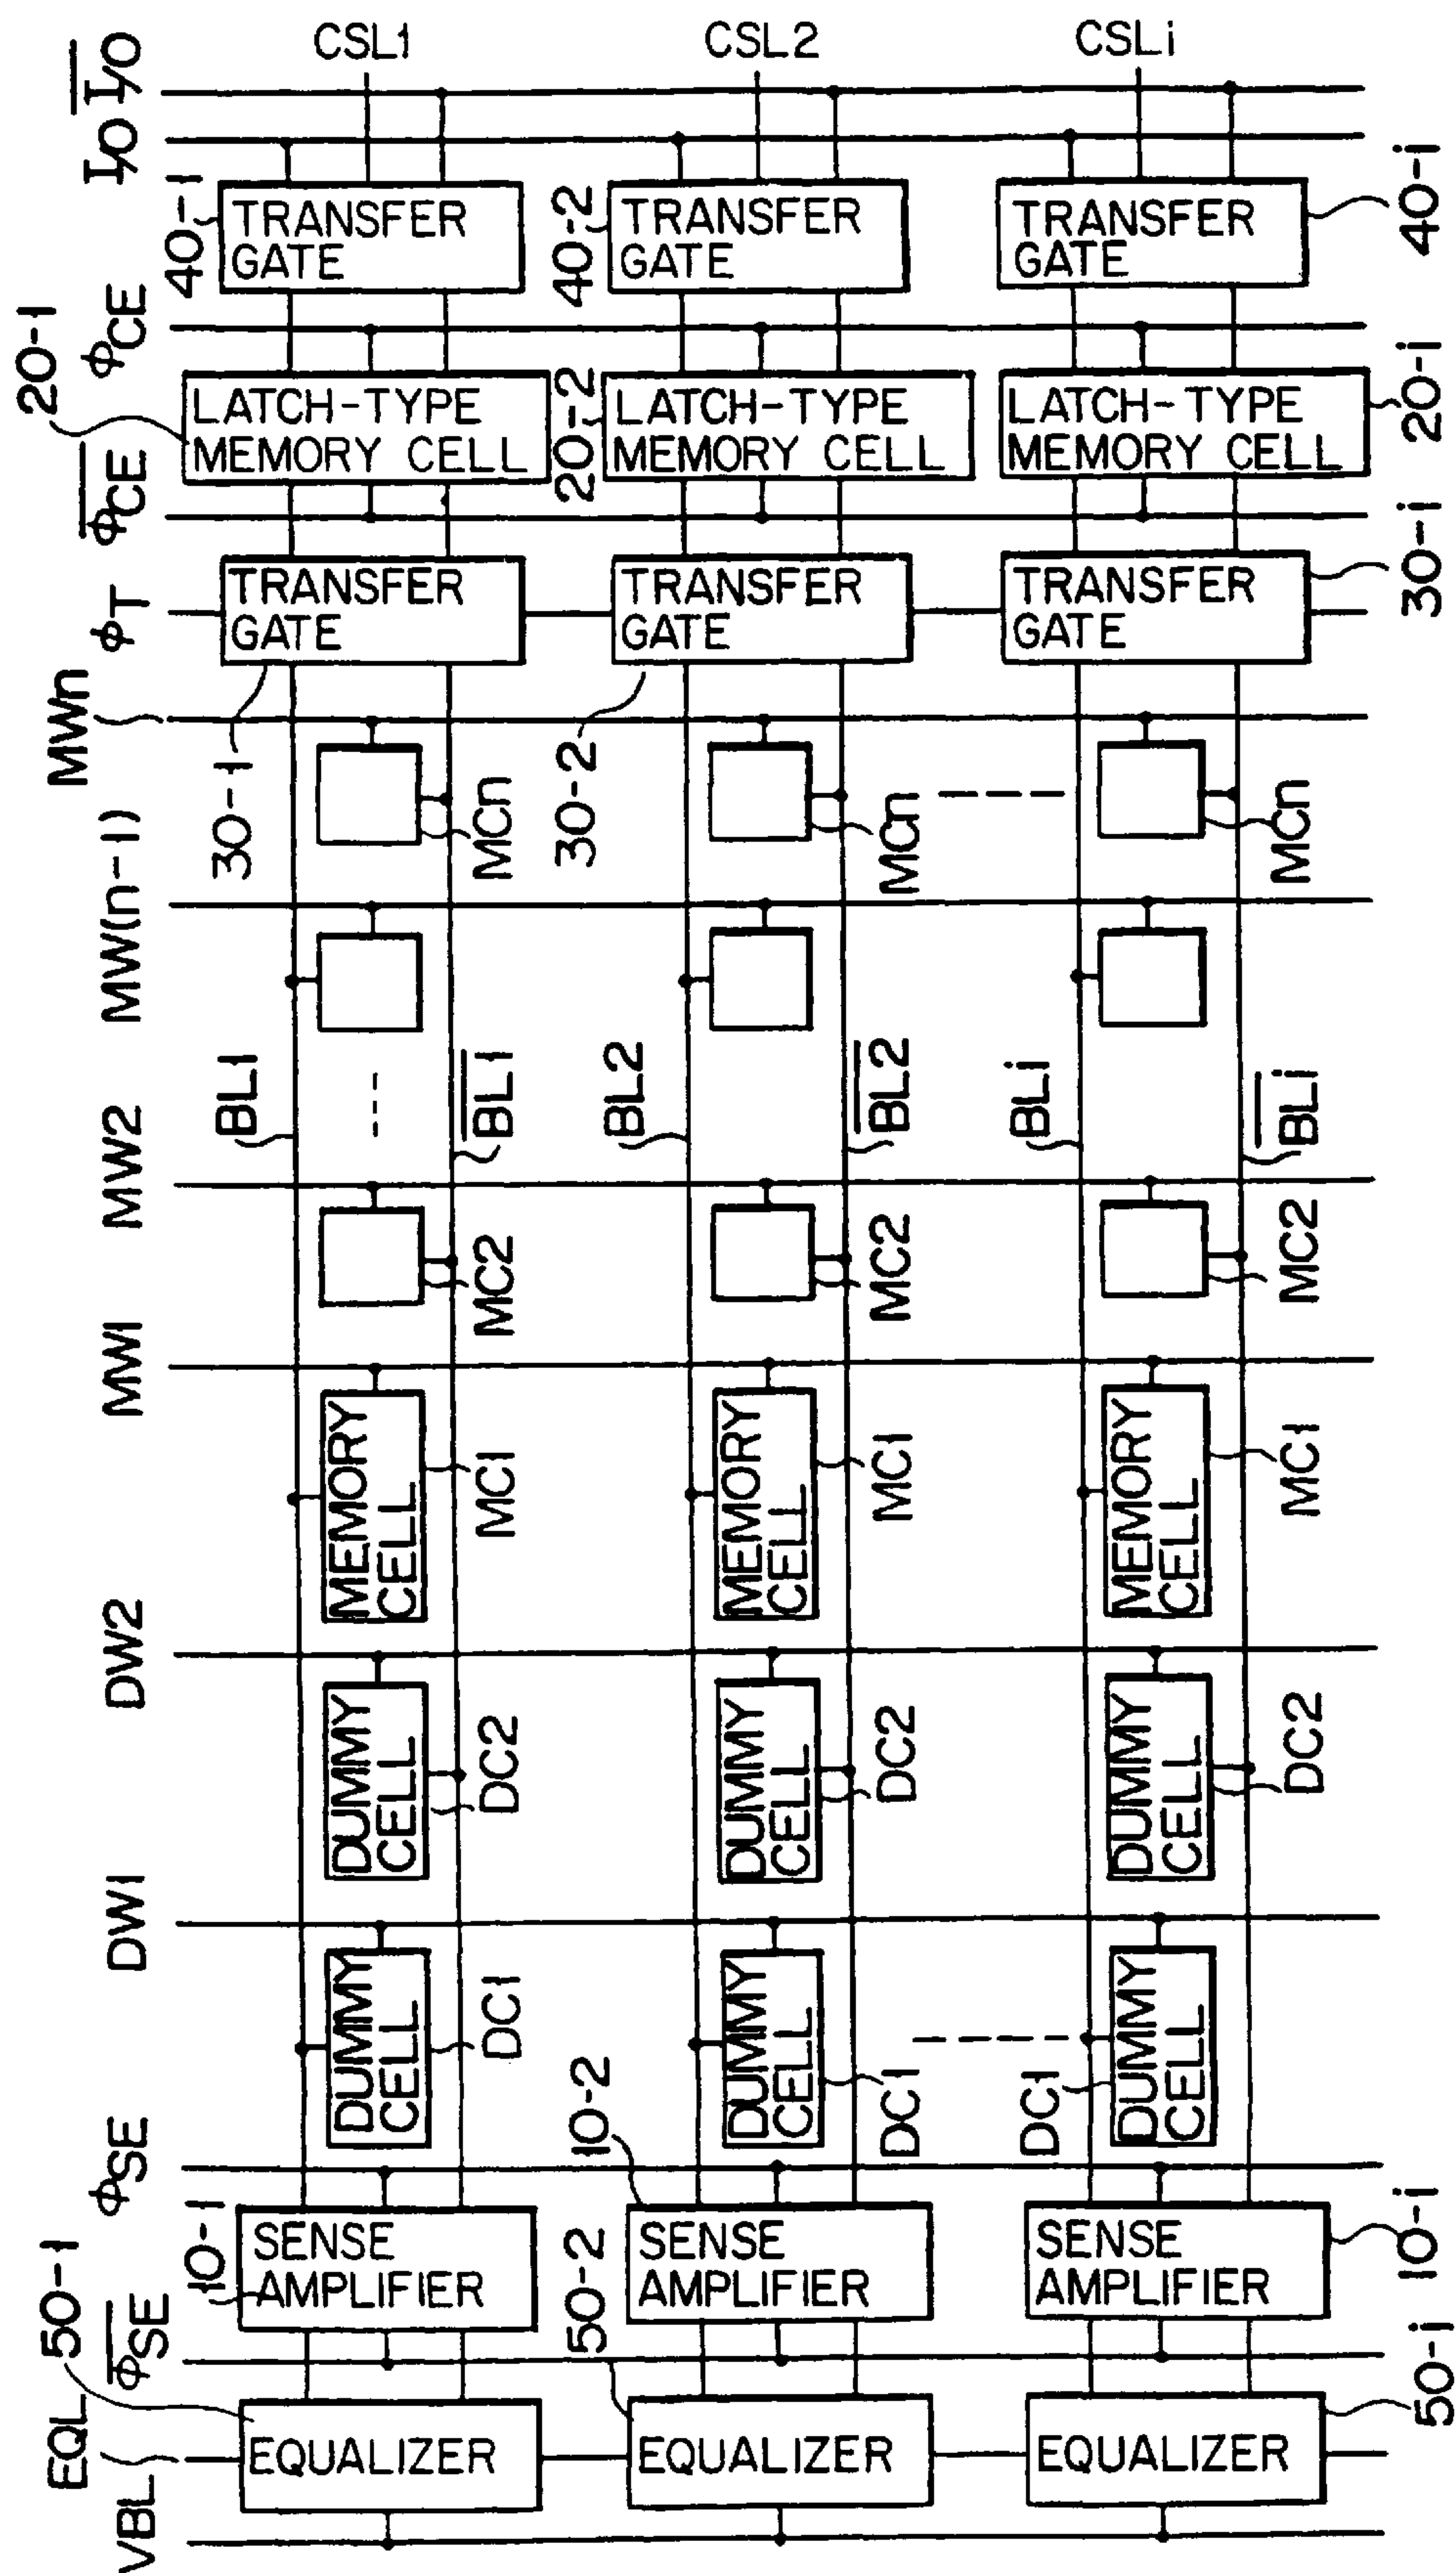 CSL1
CSL2
CSLi
I/O
I/O
40-1
TRANSFER
GATE
40-2
TRANSFER
GATE
TRANSFER
GATE
40-i
ΦCE
20-1
LATCH-TYPE
MEMORY CELL
20-2
LATCH-TYPE
MEMORY CELL
LATCH-TYPE
MEMORY CELL
20-i
ΦCE
ΦT
TRANSFER
GATE
TRANSFER
GATE
TRANSFER
GATE
30-i
MWn
30-1
MCn
30-2
MCn
MCn
MW(n-1)
BL1
BL1
BL2
BL2
BLi
BLi
MW2
MC2
MC2
MC2
MW1
MEMORY
CELL
MC1
MEMORY
CELL
MC1
MEMORY
CELL
MC1
DW2
DUMMY
CELL
DC2
DUMMY
CELL
DC2
DUMMY
CELL
DC2
DW1
DUMMY
CELL
DC1
DUMMY
CELL
DC1
DC1
DUMMY
CELL
ΦSE
10-1
SENSE
AMPLIFIER
10-2
SENSE
AMPLIFIER
SENSE
AMPLIFIER
10-i
ΦSE
50-1
EQL
EQUALIZER
50-2
EQUALIZER
EQUALIZER
50-i
VBL